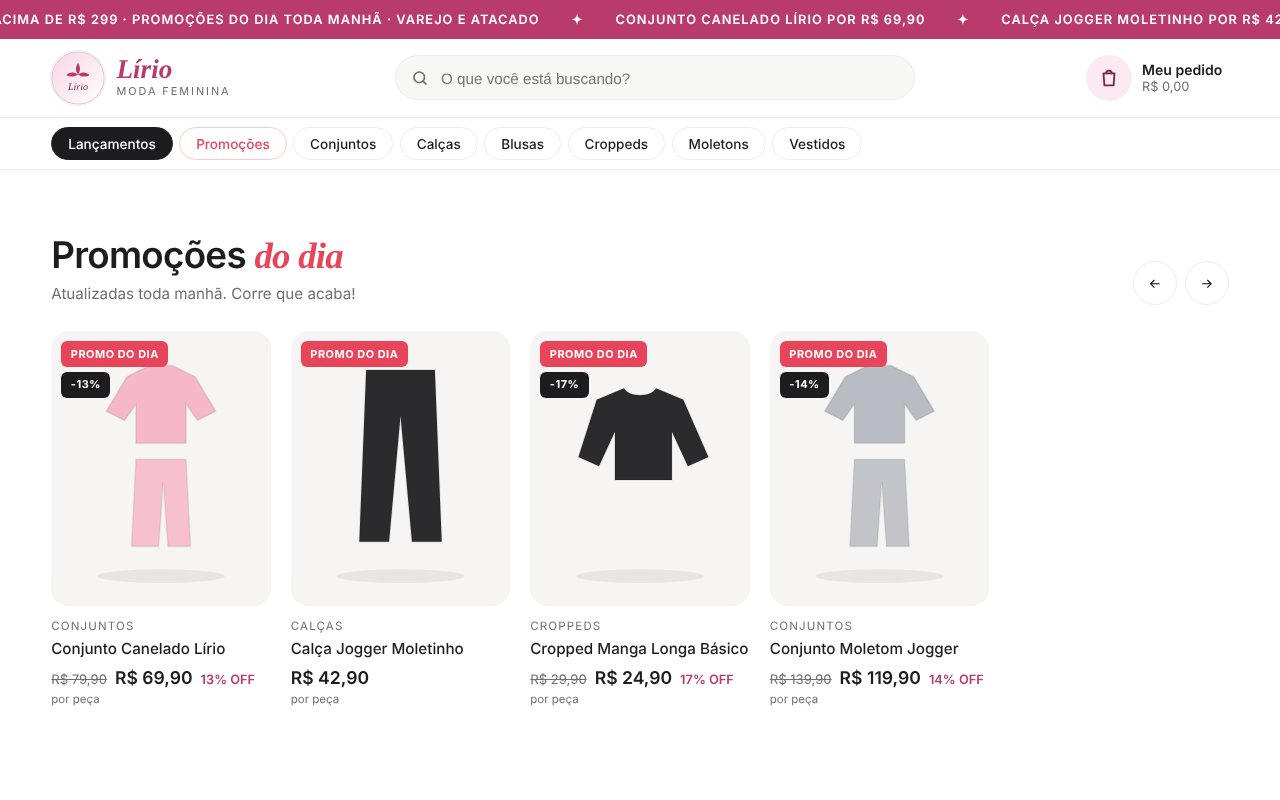 ACIMA DE R$ 299 · PROMOÇÕES DO DIA TODA MANHÃ · VAREJO E ATACADO ✦ CONJUNTO CANELADO LÍRIO POR R$ 69,90 ✦ CALÇA JOGGER MOLETINHO POR R$ 42
Lírio
Lírio
MODA FEMININA
O que você está buscando?
Meu pedido
R$ 0,00
Lançamentos Promoções Conjuntos Calças Blusas Croppeds Moletons Vestidos
Promoções do dia
Atualizadas toda manhã. Corre que acaba!
← →
PROMO DO DIA
-13%
PROMO DO DIA
PROMO DO DIA
-17%
PROMO DO DIA
-14%
CONJUNTOS
Conjunto Canelado Lírio
R$ 79,90 R$ 69,90 13% OFF
por peça
CALÇAS
Calça Jogger Moletinho
R$ 42,90
por peça
CROPPEDS
Cropped Manga Longa Básico
R$ 29,90 R$ 24,90 17% OFF
por peça
CONJUNTOS
Conjunto Moletom Jogger
R$ 139,90 R$ 119,90 14% OFF
por peça